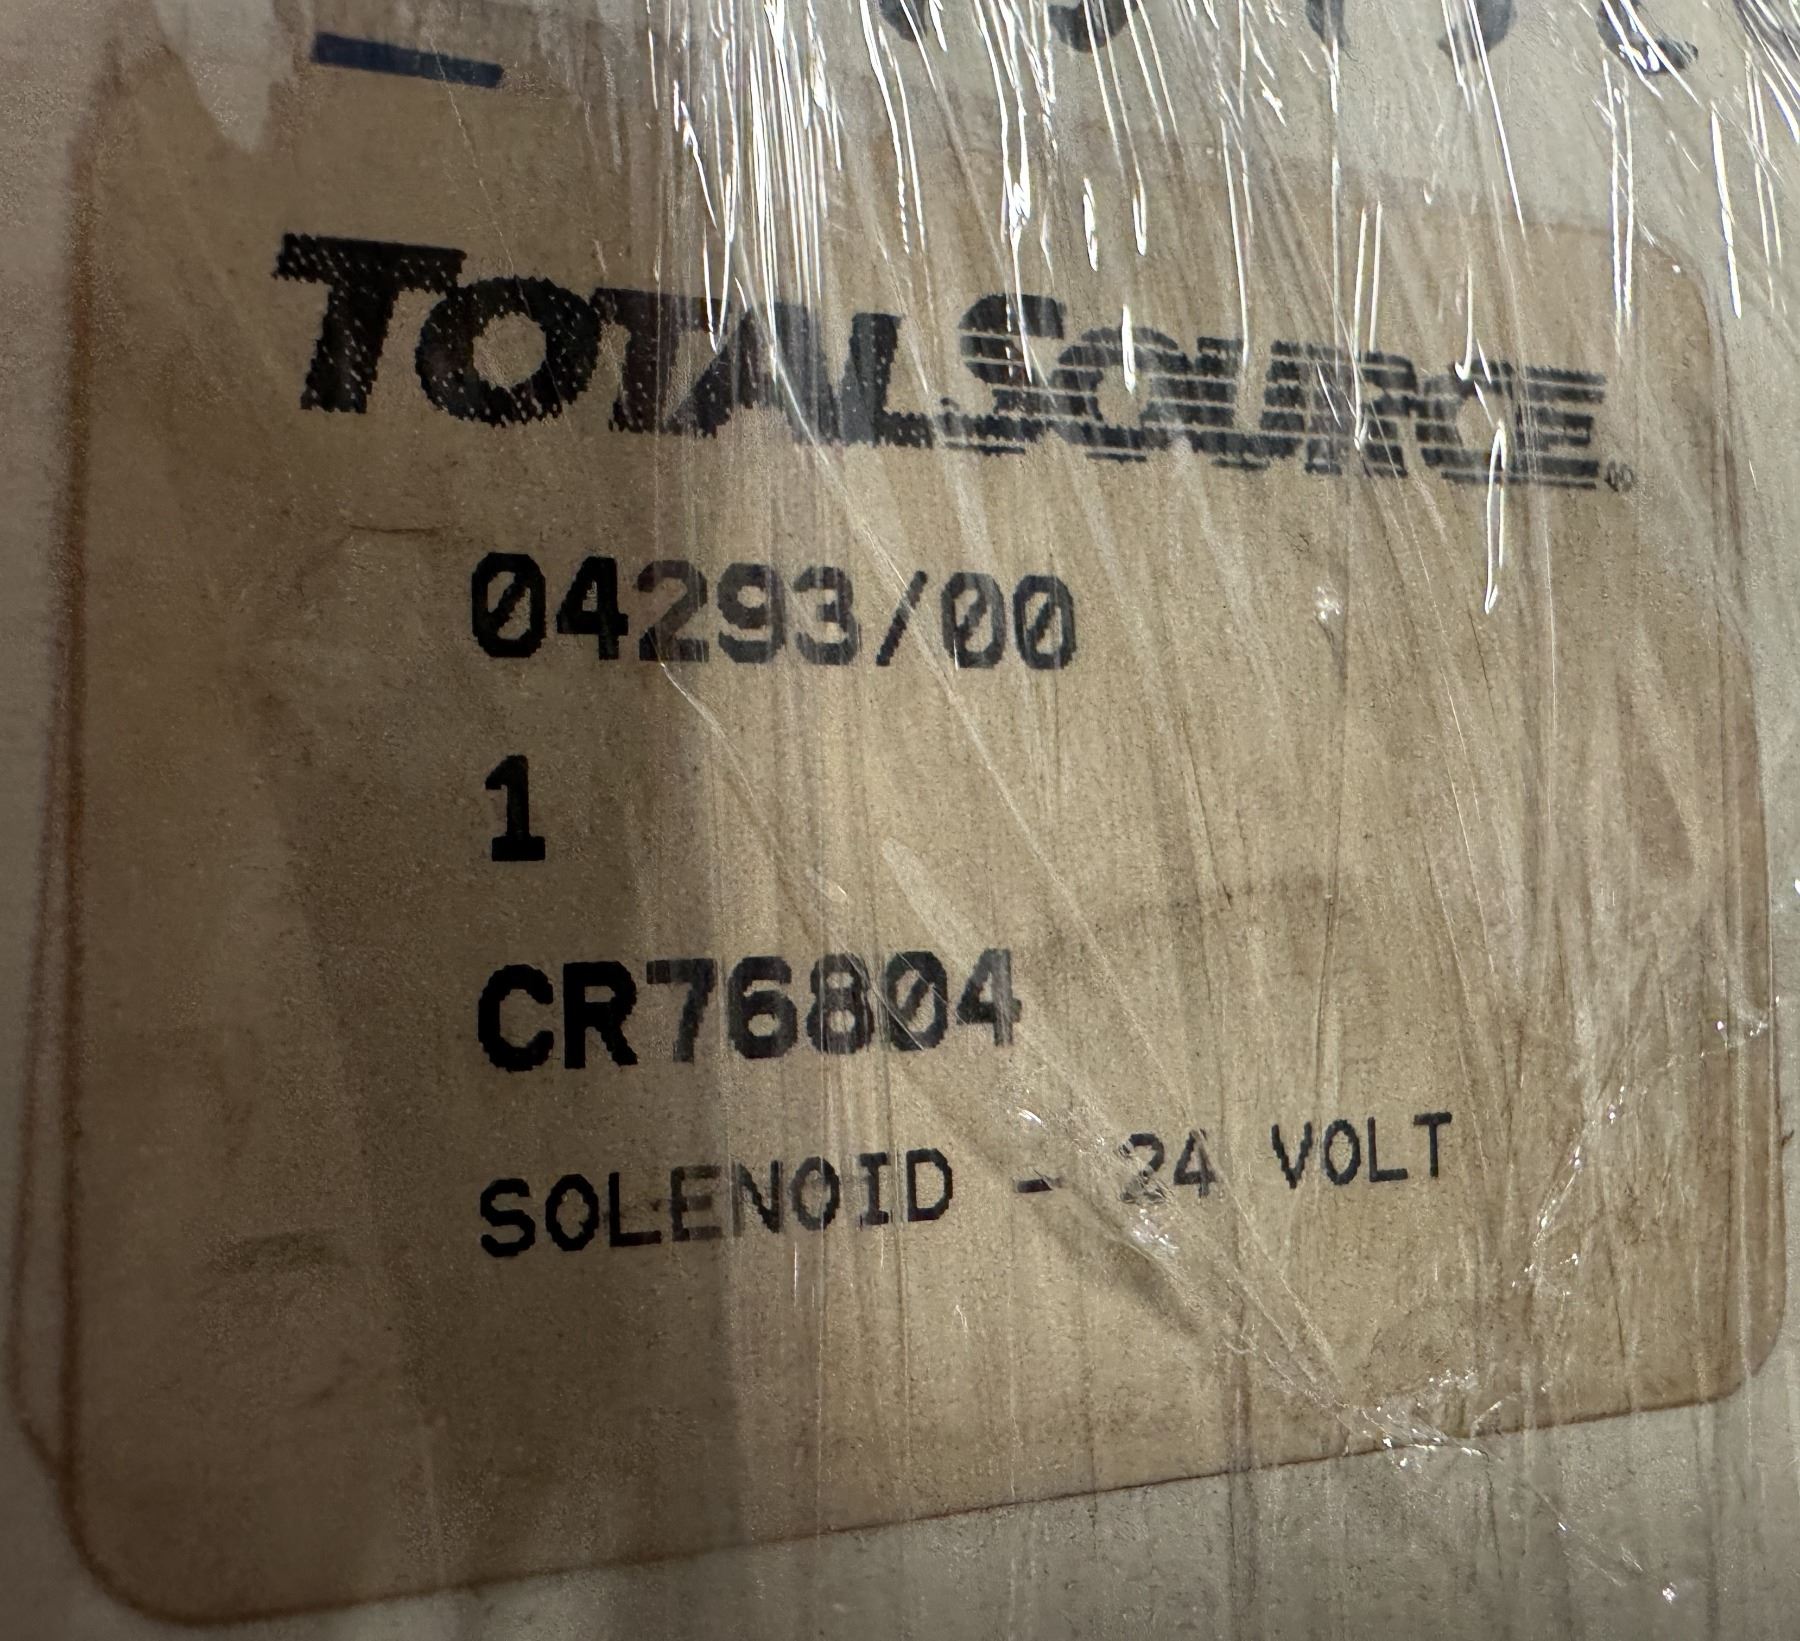 TOTALSOURCE®
04293/00
1
CR76804
SOLENOID - 24 VOLT